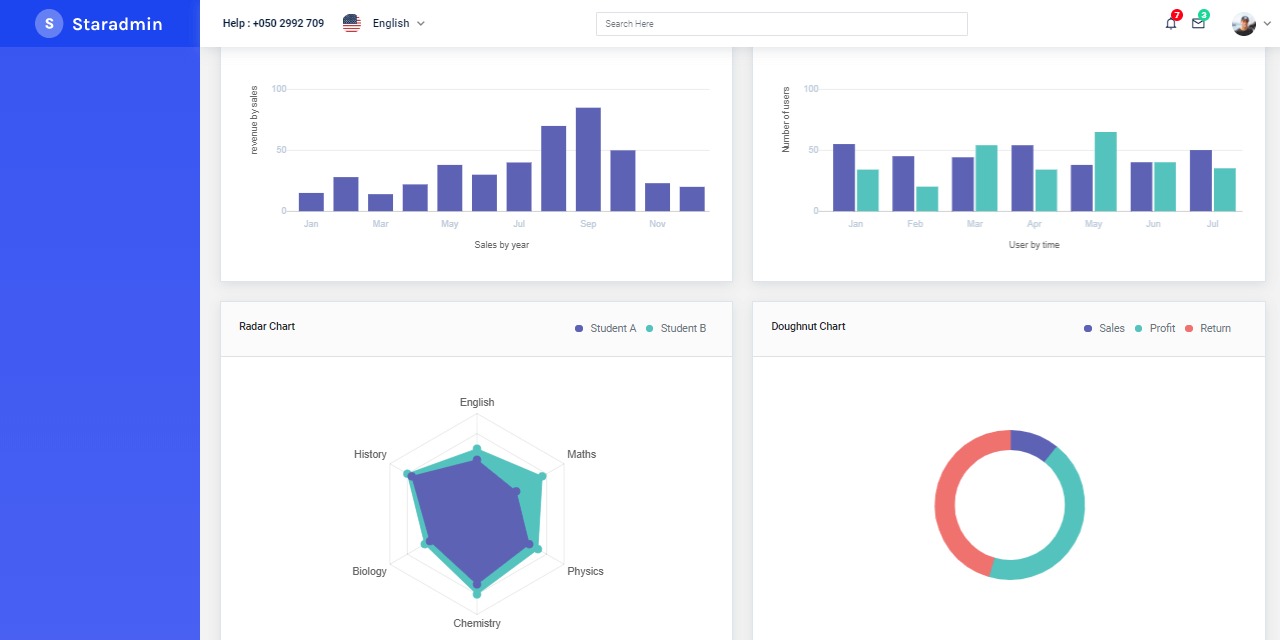 S Staradmin
Help : +050 2992 709
English
Search Here
7
3
revenue by sales
100
50
0
Jan Mar May Jul Sep Nov
Sales by year
Number of users
100
50
0
Jan Feb Mar Apr May Jun Jul
User by time
Radar Chart
Student A Student B
English
History
Maths
Biology
Physics
Chemistry
Doughnut Chart
Sales Profit Return